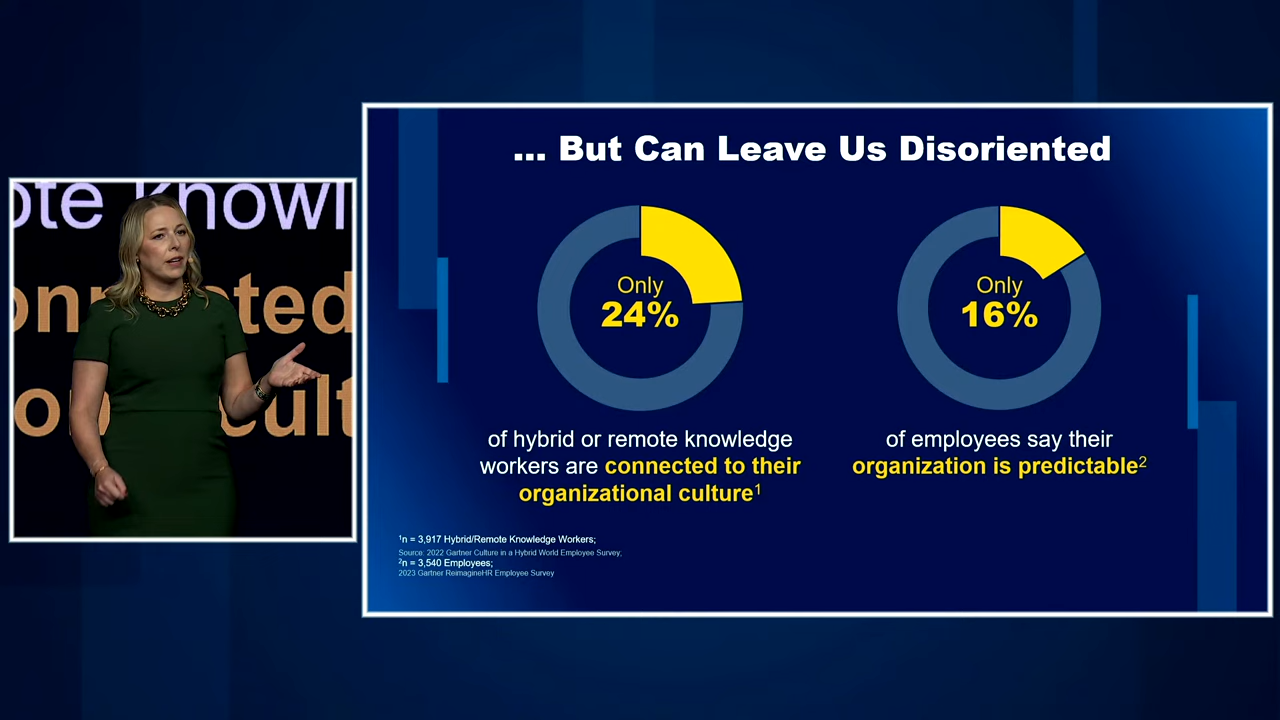 ... But Can Leave Us Disoriented
Only
24%
of hybrid or remote knowledge
workers are connected to their
organizational culture¹
Only
16%
of employees say their
organization is predictable²
¹n = 3,917 Hybrid/Remote Knowledge Workers;
Source: 2022 Gartner Culture in a Hybrid World Employee Survey;
²n = 3,540 Employees;
2023 Gartner ReimagineHR Employee Survey